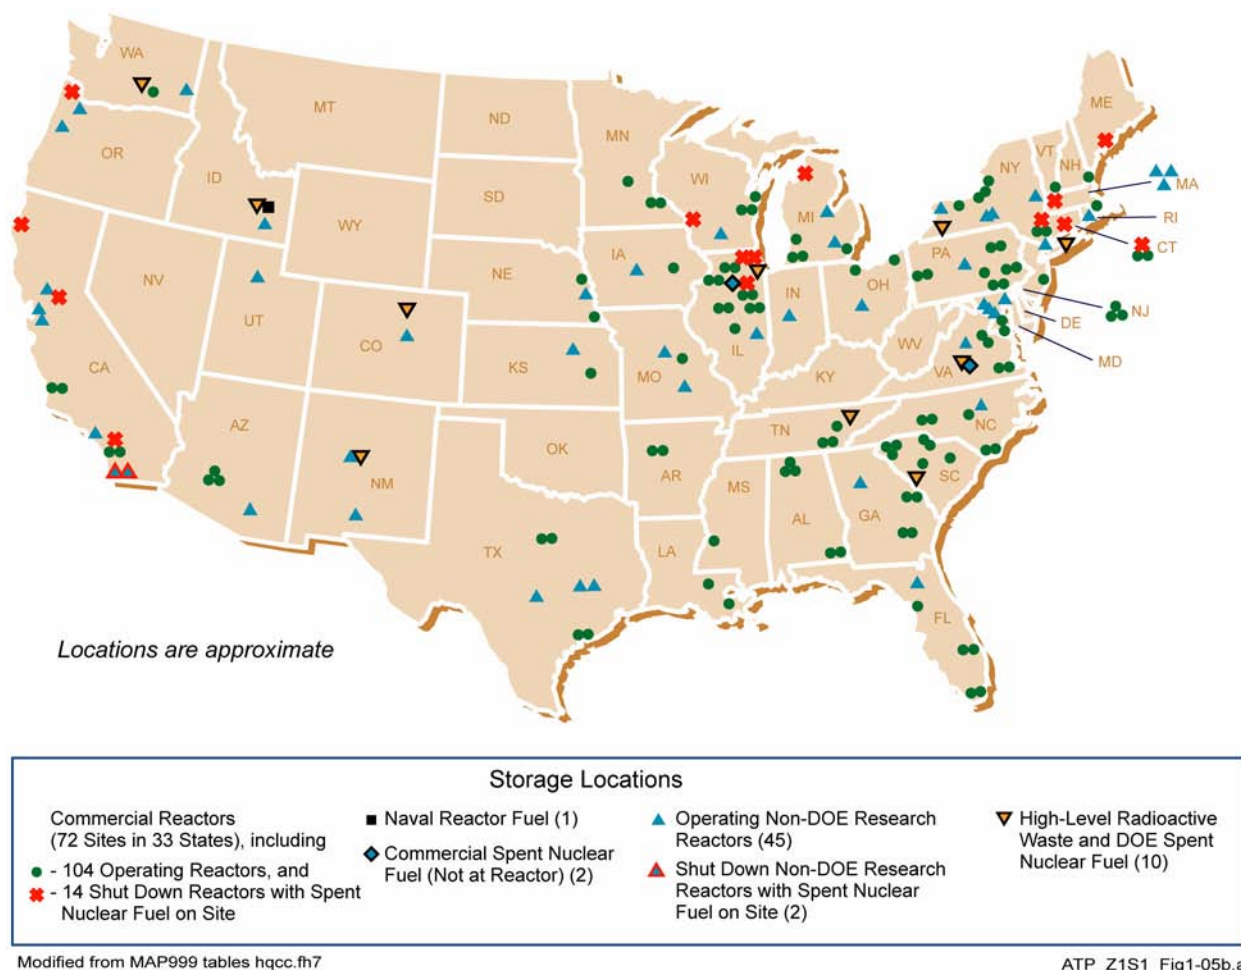 WA
MT
ND
MN
ME
VT
NH
NY
MA
OR
ID
SD
WI
MI
RI
WY
CT
IA
PA
NE
NV
OH
NJ
UT
IN
IL
DE
CO
WV
MD
CA
KS
MO
KY
VA
AZ
TN
NC
OK
NM
AR
SC
MS
AL
GA
TX
LA
FL
Locations are approximate
Storage Locations
Commercial Reactors
(72 Sites in 33 States), including
- 104 Operating Reactors, and
- 14 Shut Down Reactors with Spent
Nuclear Fuel on Site
Naval Reactor Fuel (1)
Commercial Spent Nuclear
Fuel (Not at Reactor) (2)
Operating Non-DOE Research
Reactors (45)
Shut Down Non-DOE Research
Reactors with Spent Nuclear
Fuel on Site (2)
High-Level Radioactive
Waste and DOE Spent
Nuclear Fuel (10)
Modified from MAP999 tables hqcc.fh7
ATP_Z1S1_Fig1-05b.a